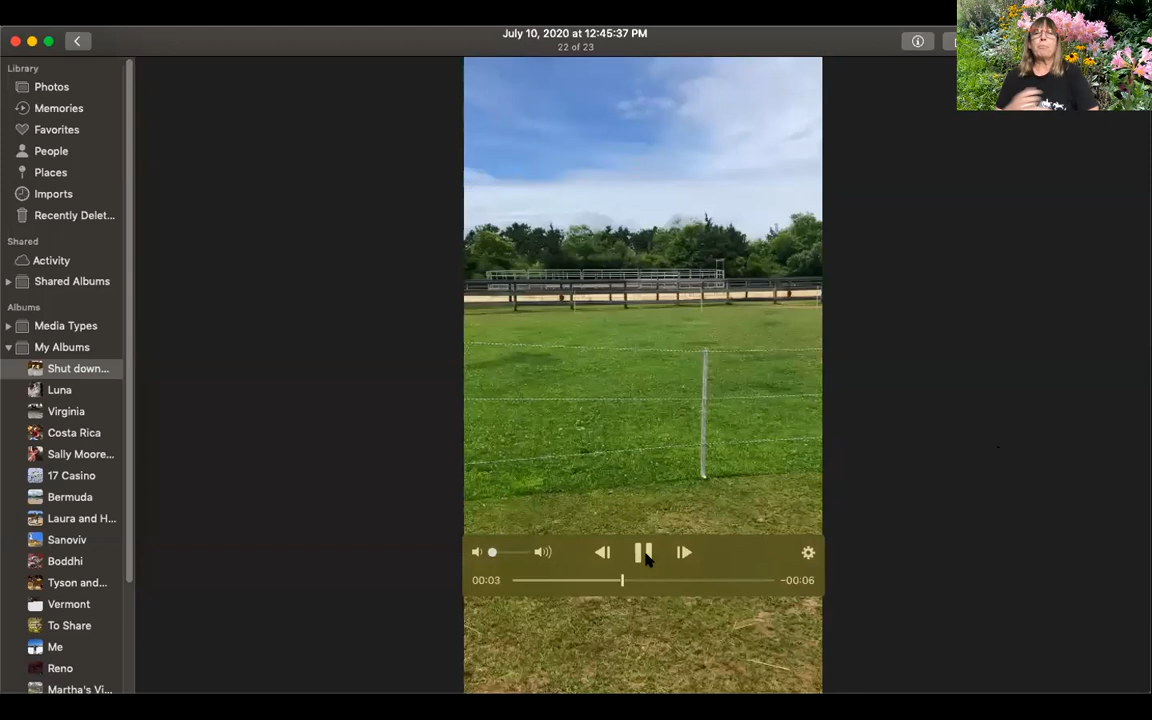 July 10, 2020 at 12:45:37 PM
22 of 23
Library
Photos
Memories
Favorites
People
Places
Imports
Recently Delet...
Shared
Activity
Shared Albums
Albums
Media Types
My Albums
Shut down...
Luna
Virginia
Costa Rica
Sally Moore...
17 Casino
Bermuda
Laura and H...
Sanoviv
Boddhi
Tyson and...
Vermont
To Share
Me
Reno
Martha's Vi...
00:03
−00:06